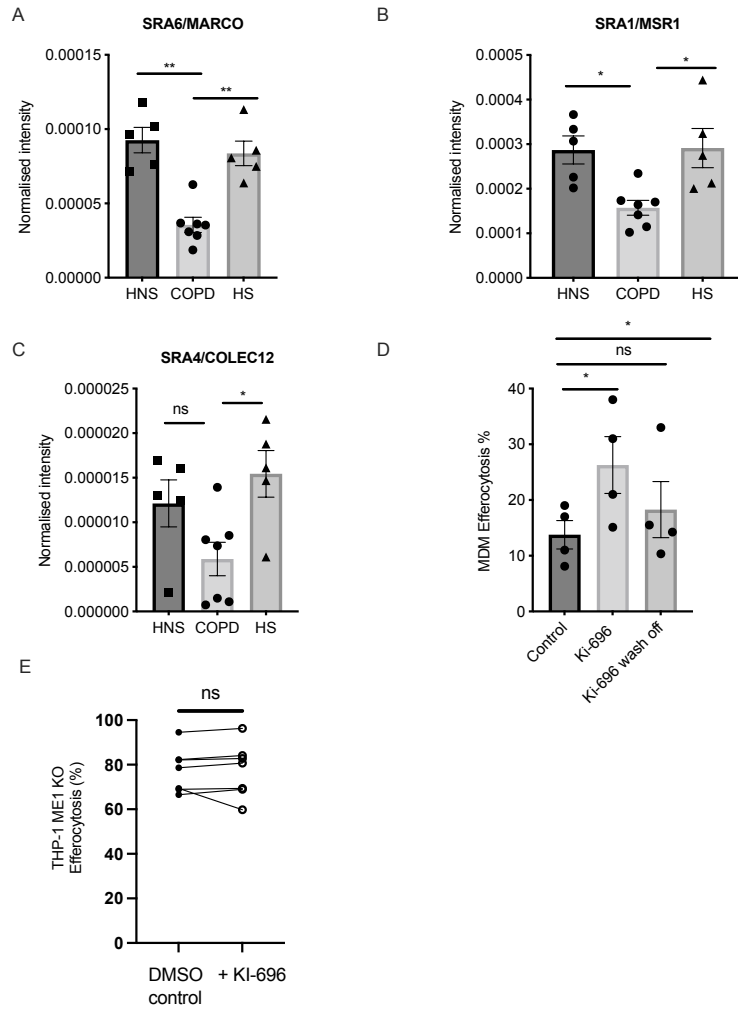 A
SRA6/MARCO
Normalised intensity
0.00015
0.00010
0.00005
0.00000
**
**
HNS COPD HS
B
SRA1/MSR1
Normalised intensity
0.0005
0.0004
0.0003
0.0002
0.0001
0.0000
*
*
HNS COPD HS
C
SRA4/COLEC12
Normalised intensity
0.000025
0.000020
0.000015
0.000010
0.000005
0.000000
ns
*
HNS COPD HS
D
*
ns
*
MDM Efferocytosis %
40
30
20
10
0
Control
Ki-696
Ki-696 wash off
E
ns
THP-1 ME1 KO
Efferocytosis (%)
100
80
60
40
20
0
DMSO + KI-696
control